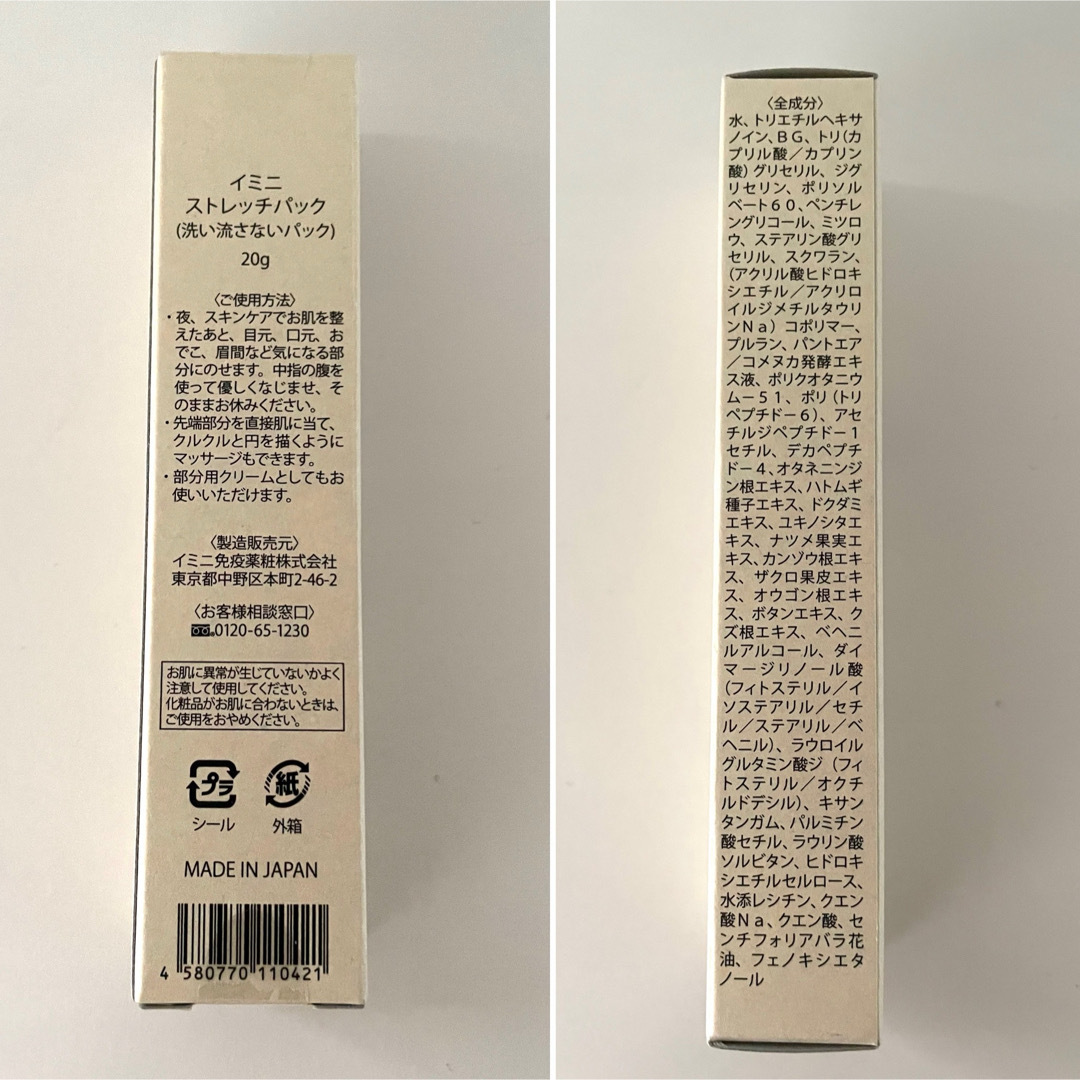 イミニ
ストレッチパック
(洗い流さないパック)
20g
〈ご使用方法〉
・夜、スキンケアでお肌を整
えたあと、目元、口元、お
でこ、眉間など気になる部
分にのせます。中指の腹を
使って優しくなじませ、そ
のままお休みください。
・先端部分を直接肌に当て、
クルクルと円を描くように
マッサージもできます。
・部分用クリームとしてもお
使いいただけます。
〈製造販売元〉
イミニ免疫薬粧株式会社
東京都中野区本町2-46-2
〈お客様相談窓口〉
0120-65-1230
お肌に異常が生じていないかよく
注意して使用してください。
化粧品がお肌に合わないときは、
ご使用をおやめください。
プラ 紙
シール 外箱
MADE IN JAPAN
4 580770 110421
〈全成分〉
水、トリエチルヘキサ
ノイン、BG、トリ(カ
プリル酸／カプリン
酸)グリセリル、ジグ
リセリン、ポリソル
ベート60、ペンチレ
ングリコール、ミツロ
ウ、ステアリン酸グリ
セリル、スクワラン、
(アクリル酸ヒドロキ
シエチル／アクリロ
イルジメチルタウリ
ンNa)コポリマー、
プルラン、パントエア
／コメヌカ発酵エキ
ス液、ポリクオタニウ
ム－51、ポリ(トリ
ペプチド－6)、アセ
チルジペプチド－1
セチル、デカペプチ
ド－4、オタネニンジ
ン根エキス、ハトムギ
種子エキス、ドクダミ
エキス、ユキノシタエ
キス、ナツメ果実エ
キス、カンゾウ根エキ
ス、ザクロ果皮エキ
ス、オウゴン根エキ
ス、ボタンエキス、ク
ズ根エキス、ベヘニ
ルアルコール、ダイ
マージリノール酸
(フィトステリル／イ
ソステアリル／セチ
ル／ステアリル／ベ
ヘニル)、ラウロイル
グルタミン酸ジ(フィ
トステリル／オクチ
ルドデシル)、キサン
タンガム、パルミチン
酸セチル、ラウリン酸
ソルビタン、ヒドロキ
シエチルセルロース、
水添レシチン、クエン
酸Na、クエン酸、セ
ンチフォリアバラ花
油、フェノキシエタ
ノール